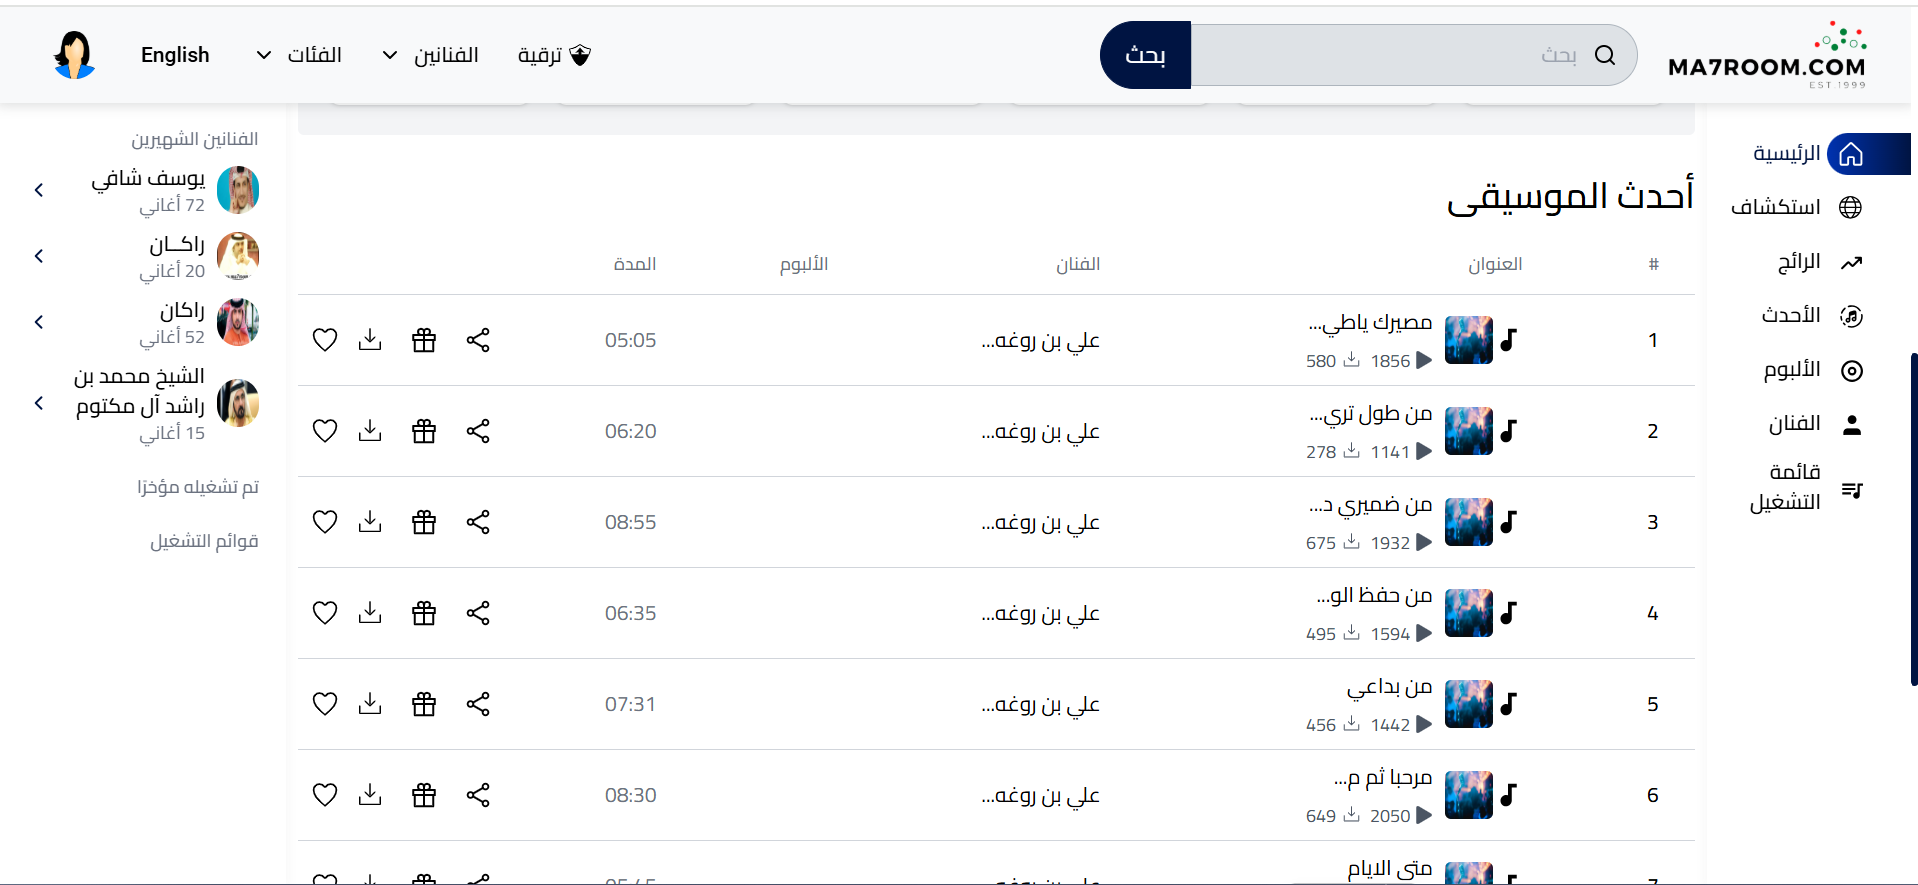 MA7ROOM.COM
EST.1999
بحث
بحث
ترقية
الفنانين
الفئات
English
الرئيسية
استكشاف
الرائج
الأحدث
الألبوم
الفنان
قائمة
التشغيل
أحدث الموسيقى
# العنوان الفنان الألبوم المدة
1 مصيرك ياطي... علي بن روغه... 05:05
1856 580
2 من طول تري... علي بن روغه... 06:20
1141 278
3 من ضميري د... علي بن روغه... 08:55
1932 675
4 من حفظ الو... علي بن روغه... 06:35
1594 495
5 من بداعي علي بن روغه... 07:31
1442 456
6 مرحبا ثم م... علي بن روغه... 08:30
2050 649
متى الايام
الفنانين الشهيرين
يوسف شافي
72 أغاني
راكــان
20 أغاني
راكان
52 أغاني
الشيخ محمد بن
راشد آل مكتوم
15 أغاني
تم تشغيله مؤخرًا
قوائم التشغيل